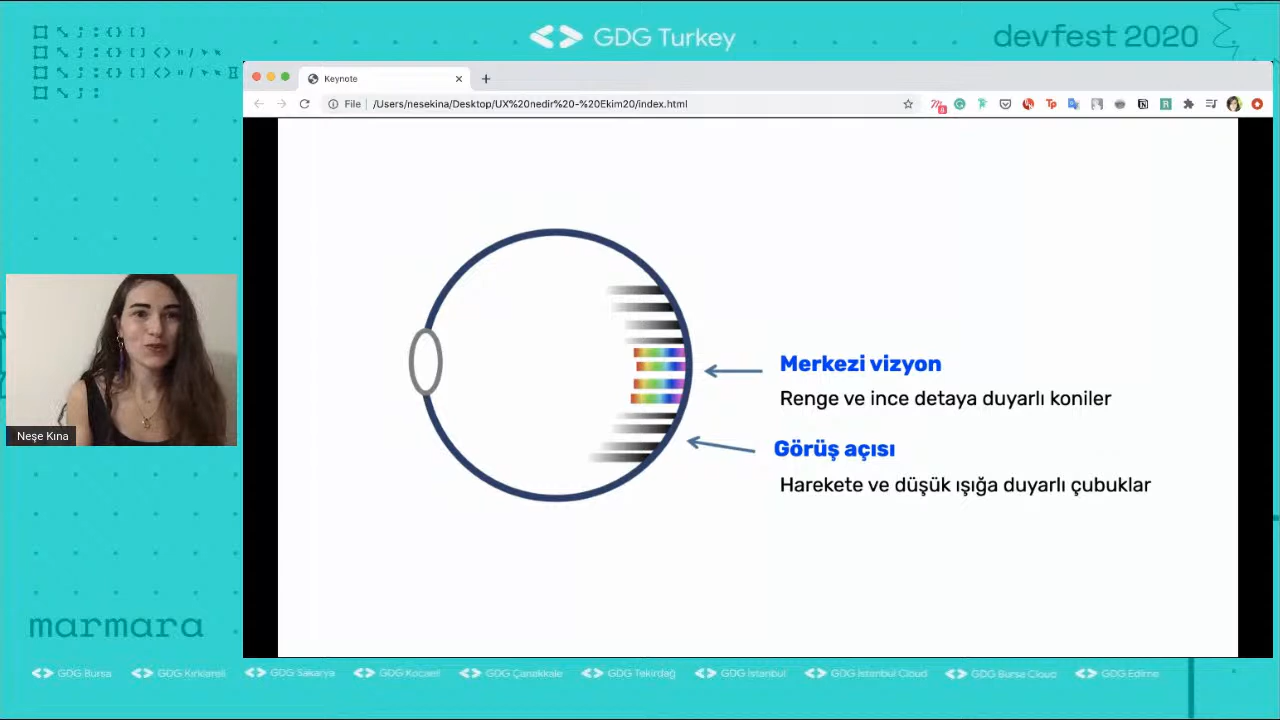 GDG Turkey
devfest 2020
Keynote
File
/Users/nesekina/Desktop/UX%20nedir%20-%20Ekim20/index.html
Merkezi vizyon
Renge ve ince detaya duyarlı koniler
Görüş açısı
Harekete ve düşük ışığa duyarlı çubuklar
Neşe Kına
marmara
GDG Bursa
GDG Kırklareli
GDG Sakarya
GDG Kocaeli
GDG Çanakkale
GDG Tekirdağ
GDG İstanbul
GDG İstanbul Cloud
GDG Bursa Cloud
GDG Edirne